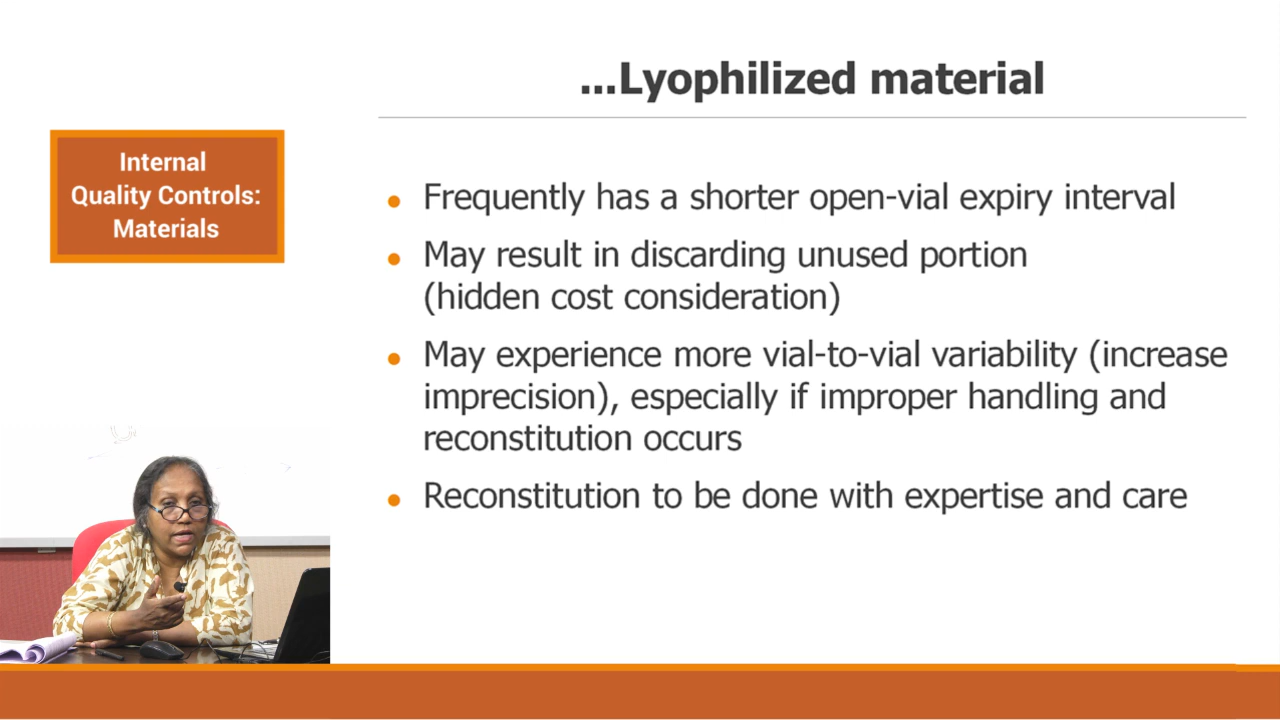 ...Lyophilized material
Internal
Quality Controls:
Materials
• Frequently has a shorter open-vial expiry interval
• May result in discarding unused portion
(hidden cost consideration)
• May experience more vial-to-vial variability (increase
imprecision), especially if improper handling and
reconstitution occurs
• Reconstitution to be done with expertise and care